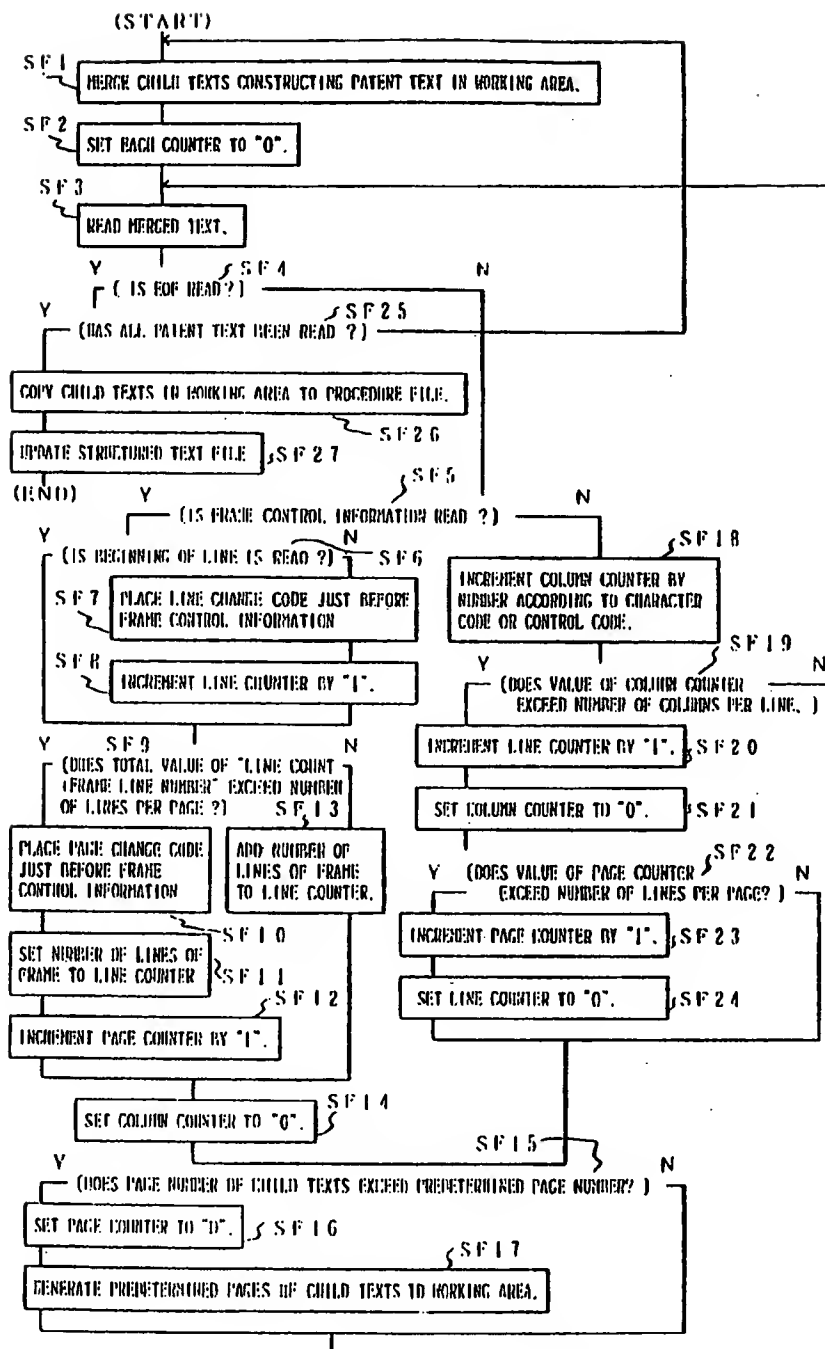 (START)
SF1
MERGE CHILD TEXTS CONSTRUCTING PATENT TEXT IN WORKING AREA.
SF2
SET EACH COUNTER TO "0".
SF3
READ MERGED TEXT.
Y SF4 N
( IS EOF READ?)
Y SF25
(HAS ALL PATENT TEXT BEEN READ ?)
COPY CHILD TEXTS IN WORKING AREA TO PROCEDURE FILE.
SF26
UPDATE STRUCTURED TEXT FILE SF27
(END) Y SF5 N
(IS FRAME CONTROL INFORMATION READ ?)
Y N
(IS BEGINNING OF LINE IS READ ?) SF6
SF7
PLACE LINE CHANGE CODE JUST BEFORE
FRAME CONTROL INFORMATION
SF8
INCREMENT LINE COUNTER BY "1".
Y SF9 N
(DOES TOTAL VALUE OF "LINE COUNT
+FRAME LINE NUMBER" EXCEED NUMBER
OF LINES PER PAGE ?) SF13
PLACE PAGE CHANGE CODE
JUST BEFORE FRAME
CONTROL INFORMATION
ADD NUMBER OF
LINES OF FRAME
TO LINE COUNTER.
SF10
SET NUMBER OF LINES OF
FRAME TO LINE COUNTER
SF11
SF12
INCREMENT PAGE COUNTER BY "1".
SET COLUMN COUNTER TO "0".
SF14
SF18
INCREMENT COLUMN COUNTER BY
NUMBER ACCORDING TO CHARACTER
CODE OR CONTROL CODE.
SF19
Y N
(DOES VALUE OF COLUMN COUNTER
EXCEED NUMBER OF COLUMNS PER LINE. )
INCREMENT LINE COUNTER BY "1". SF20
SET COLUMN COUNTER TO "0". SF21
SF22
Y (DOES VALUE OF PAGE COUNTER N
EXCEED NUMBER OF LINES PER PAGE? )
INCREMENT PAGE COUNTER BY "1". SF23
SET LINE COUNTER TO "0". SF24
SF15
Y N
(DOES PAGE NUMBER OF CHILD TEXTS EXCEED PREDETERMINED PAGE NUMBER? )
SET PAGE COUNTER TO "0". SF16
SF17
GENERATE PREDETERMINED PAGES OF CHILD TEXTS TO WORKING AREA.